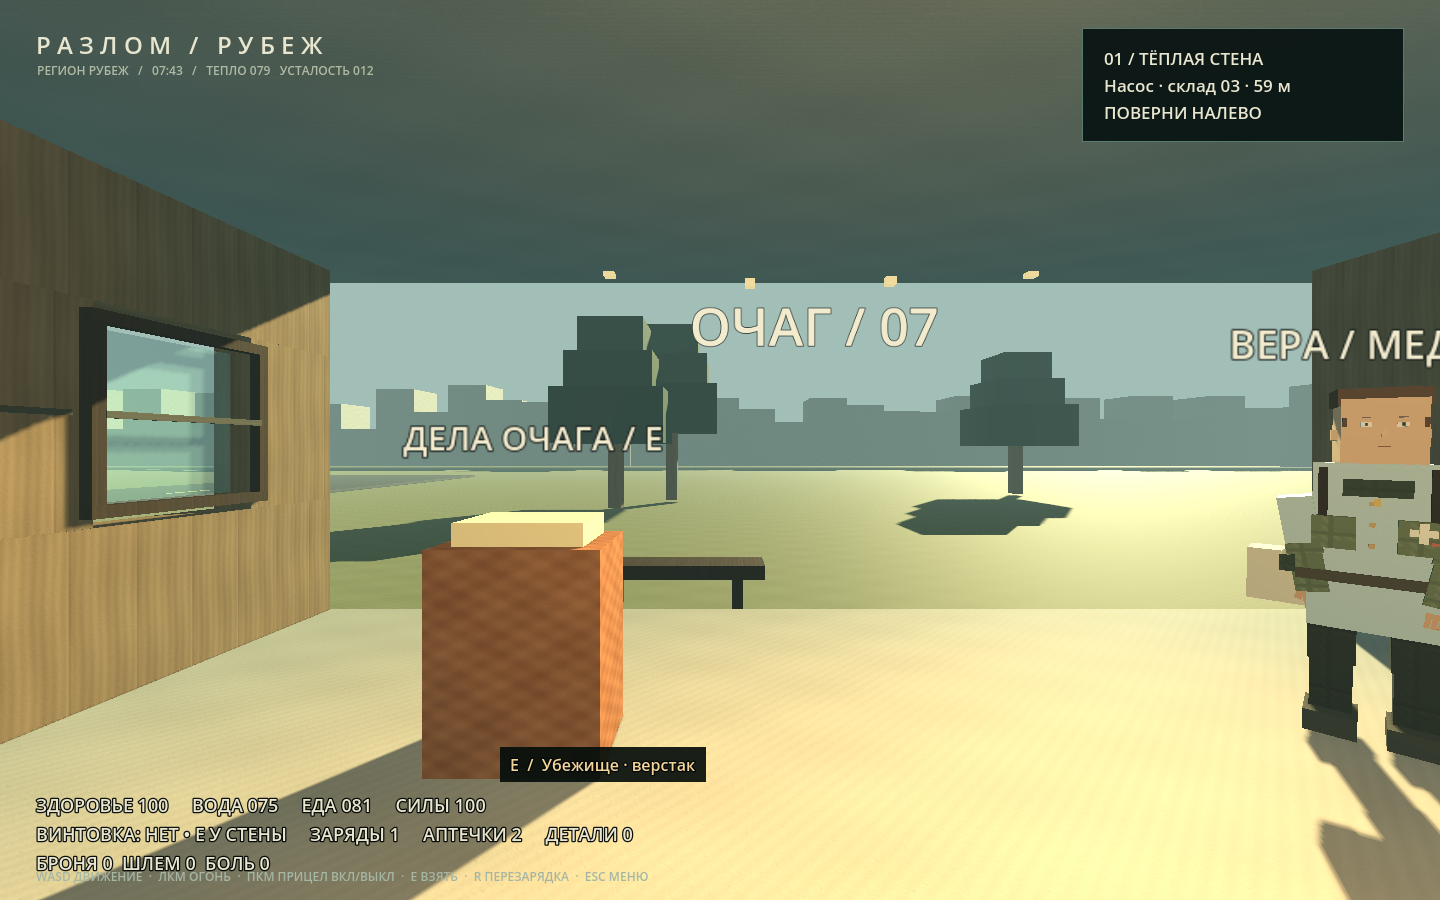 РАЗЛОМ / РУБЕЖ
РЕГИОН РУБЕЖ / 07:43 / ТЕПЛО 079 УСТАЛОСТЬ 012
01 / ТЁПЛАЯ СТЕНА
Насос · склад 03 · 59 м
ПОВЕРНИ НАЛЕВО
ОЧАГ / 07
ВЕРА /
ДЕЛА ОЧАГА / E
E / Убежище · верстак
ЗДОРОВЬЕ 100 ВОДА 075 ЕДА 081 СИЛЫ 100
ВИНТОВКА: НЕТ • E У СТЕНЫ ЗАРЯДЫ 1 АПТЕЧКИ 2 ДЕТАЛИ 0
БРОНЯ 0 ШЛЕМ 0 БОЛЬ 0
WASD ДВИЖЕНИЕ · ЛКМ ОГОНЬ · ПКМ ПРИЦЕЛ ВКЛ/ВЫКЛ · E ВЗЯТЬ · R ПЕРЕЗАРЯДКА · ESC МЕНЮ